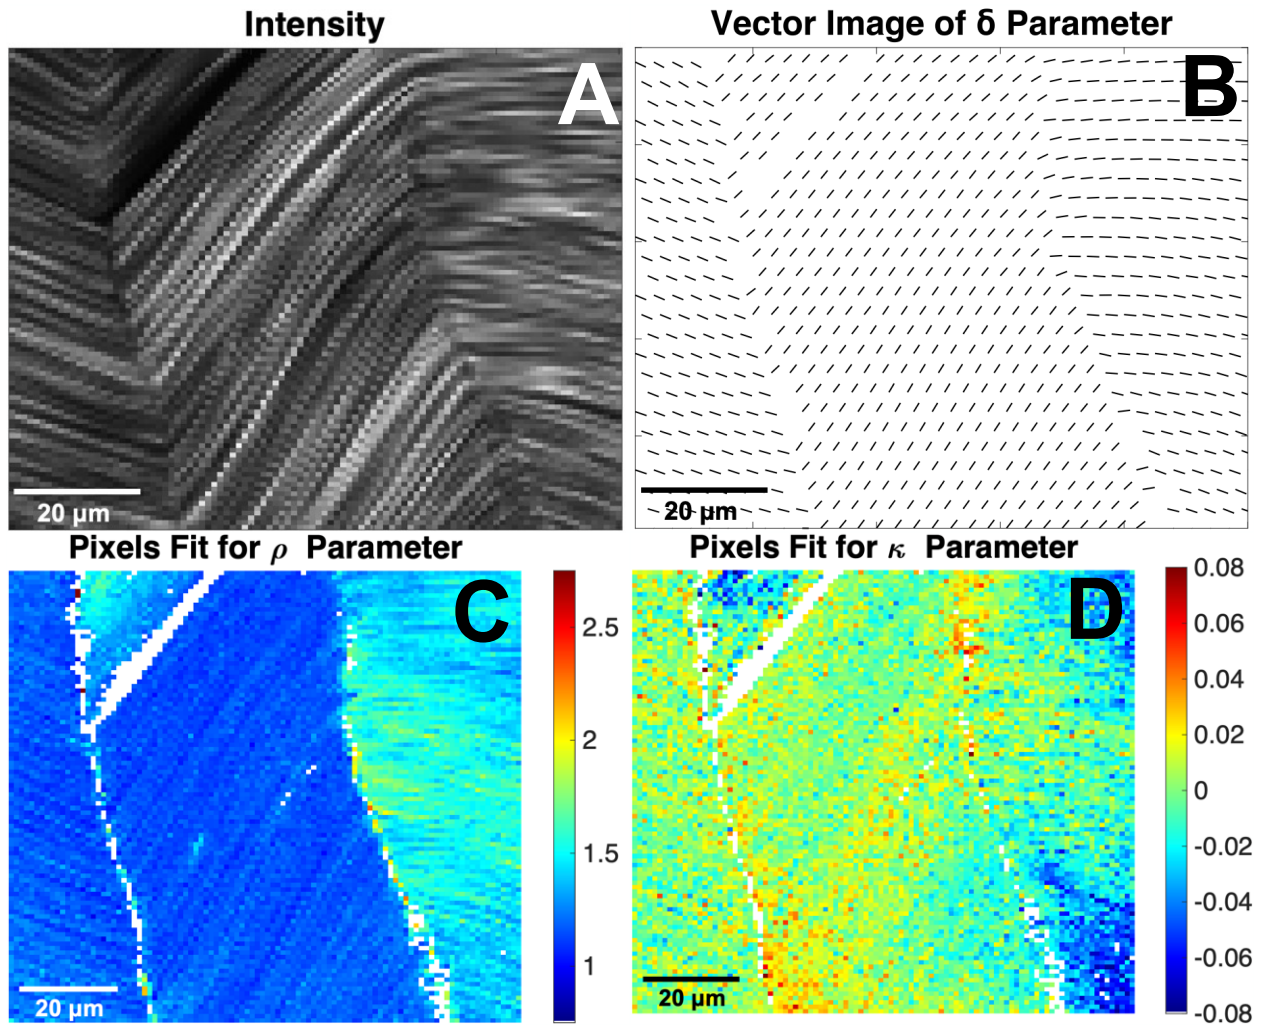 Intensity
A
20 μm
Vector Image of δ Parameter
B
20 μm
Pixels Fit for ρ Parameter
C
20 μm
2.5
2
1.5
1
Pixels Fit for κ Parameter
D
20 μm
0.08
0.06
0.04
0.02
0
-0.02
-0.04
-0.06
-0.08